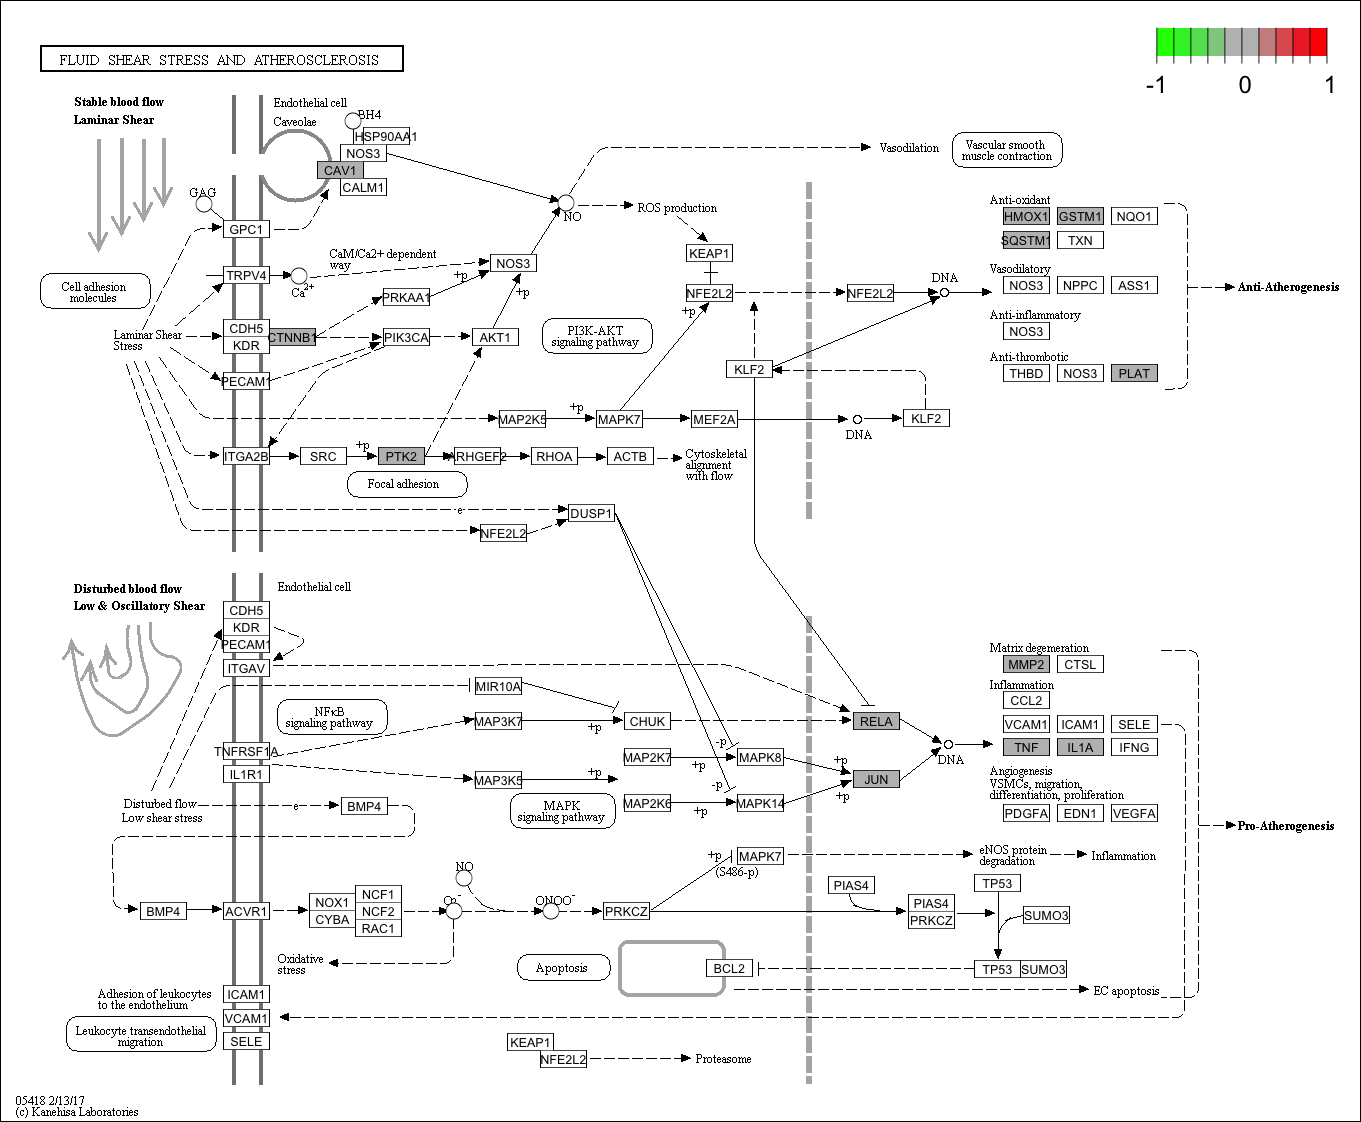 FLUID SHEAR STRESS AND ATHEROSCLEROSIS
-1 0 1
Stable blood flow
Laminar Shear
Endothelial cell
Caveolae
BH4
HSP90AA1
NOS3
CAV1
CALM1
GAG
GPC1
NO
Vasodilation
Vascular smooth
muscle contraction
ROS production
Anti-oxidant
HMOX1 GSTM1 NQO1
SQSTM1 TXN
KEAP1
TRPV4
Ca2+
CaM/Ca2+ dependent
way
NOS3
+p
+p
PRKAA1
NFE2L2
+p
NFE2L2
DNA
Vasodilatory
NOS3 NPPC ASS1
Anti-Atherogenesis
Cell adhesion
molecules
Laminar Shear
Stress
CDH5
KDR
CTNNB1
PIK3CA
AKT1
PI3K-AKT
signaling pathway
Anti-inflammatory
NOS3
Anti-thrombotic
THBD NOS3 PLAT
PECAM1
KLF2
MAP2K5
+p
MAPK7
MEF2A
DNA
KLF2
ITGA2B
SRC
+p
PTK2
ARHGEF2
RHOA
ACTB
Cytoskeletal
alignment
with flow
Focal adhesion
e
DUSP1
NFE2L2
Disturbed blood flow
Low & Oscillatory Shear
Endothelial cell
CDH5
KDR
PECAM1
ITGAV
MIR10A
NFκB
signaling pathway
MAP3K7
+p
CHUK
RELA
TNFRSF1A
IL1R1
MAP3K5
+p
MAP2K7
+p
-p
MAPK8
+p
JUN
DNA
MAPK
signaling pathway
MAP2K6
+p
-p
MAPK14
+p
Matrix degeneration
MMP2 CTSL
Inflammation
CCL2
VCAM1 ICAM1 SELE
TNF IL1A IFNG
Angiogenesis
VSMCs, migration,
differentiation, proliferation
PDGFA EDN1 VEGFA
Pro-Atherogenesis
Disturbed flow
Low shear stress
e
BMP4
+p
MAPK7
(S486-p)
eNOS protein
degradation
Inflammation
BMP4
ACVR1
NOX1
CYBA
NCF1
NCF2
RAC1
O2-
NO
ONOO-
PRKCZ
PIAS4
PIAS4
PRKCZ
TP53
SUMO3
Oxidative
stress
Apoptosis
BCL2
TP53 SUMO3
EC apoptosis
Adhesion of leukocytes
to the endothelium
ICAM1
VCAM1
SELE
Leukocyte transendothelial
migration
KEAP1
NFE2L2
Proteasome
05418 2/13/17
(c) Kanehisa Laboratories